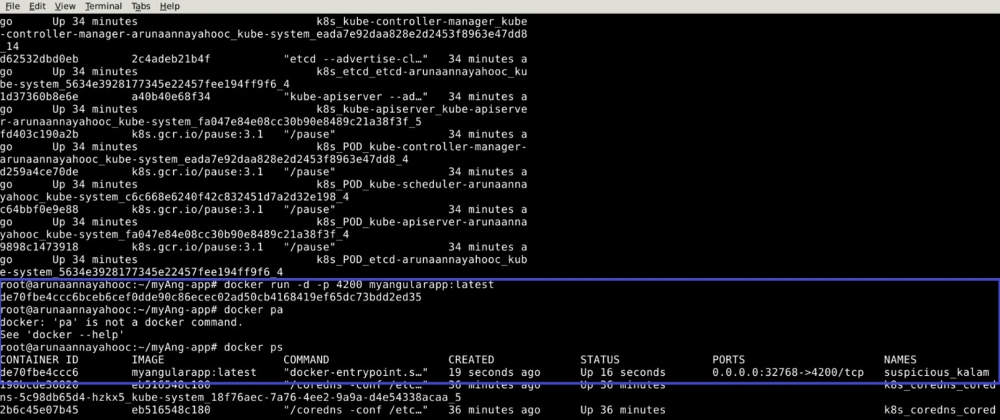 File Edit View Terminal Tabs Help
go      Up 34 minutes                           k8s_kube-controller-manager_kube
-controller-manager-arunaannayahooc_kube-system_eada7e92daa828e2d2453f8963e47dd8
_14
d62532dbd0eb        2c4adeb21b4f           "etcd --advertise-cl…"   34 minutes a
go      Up 34 minutes                           k8s_etcd_etcd-arunaannayahooc_ku
be-system_5634e3928177345e22457fee194ff9f6_4
1d37360b8e6e        a40b40e68f34           "kube-apiserver --ad…"   34 minutes a
go      Up 34 minutes                           k8s_kube-apiserver_kube-apiserve
r-arunaannayahooc_kube-system_fa047e84e08cc30b90e8489c21a38f3f_5
fd403c190a2b        k8s.gcr.io/pause:3.1   "/pause"                 34 minutes a
go      Up 34 minutes                           k8s_POD_kube-controller-manager-
arunaannayahooc_kube-system_eada7e92daa828e2d2453f8963e47dd8_4
d259a4ce70de        k8s.gcr.io/pause:3.1   "/pause"                 34 minutes a
go      Up 34 minutes                           k8s_POD_kube-scheduler-arunaanna
yahooc_kube-system_c6c668e6240f42c832451d7a2d32e198_4
c64bbf0e9e88        k8s.gcr.io/pause:3.1   "/pause"                 34 minutes a
go      Up 34 minutes                           k8s_POD_kube-apiserver-arunaanna
yahooc_kube-system_fa047e84e08cc30b90e8489c21a38f3f_4
9898c1473918        k8s.gcr.io/pause:3.1   "/pause"                 34 minutes a
go      Up 34 minutes                           k8s_POD_etcd-arunaannayahooc_kub
e-system_5634e3928177345e22457fee194ff9f6_4
root@arunaannayahooc:~/myAng-app# docker run -d -p 4200 myangularapp:latest
de70fbe4ccc6bceb6cef0dde90c86ecec02ad50cb4168419ef65dc73bdd2ed35
root@arunaannayahooc:~/myAng-app# docker pa
docker: 'pa' is not a docker command.
See 'docker --help'
root@arunaannayahooc:~/myAng-app# docker ps
CONTAINER ID        IMAGE                  COMMAND                  CREATED             STATUS              PORTS                     NAMES
de70fbe4ccc6        myangularapp:latest    "docker-entrypoint.s…"   19 seconds ago      Up 16 seconds       0.0.0.0:32768->4200/tcp   suspicious_kalam
eb516548c180           "/coredns -conf /etc…"   36 minutes ago      Up 36 minutes                                 k8s_coredns_cored
ns-5c98db65d4-hzkx5_kube-system_18f76aec-7a76-4ee2-9a9a-d4e54338acaa_5
2b6c45e07b45        eb516548c180           "/coredns -conf /etc…"   36 minutes ago      Up 36 minutes                                 k8s_coredns_cored